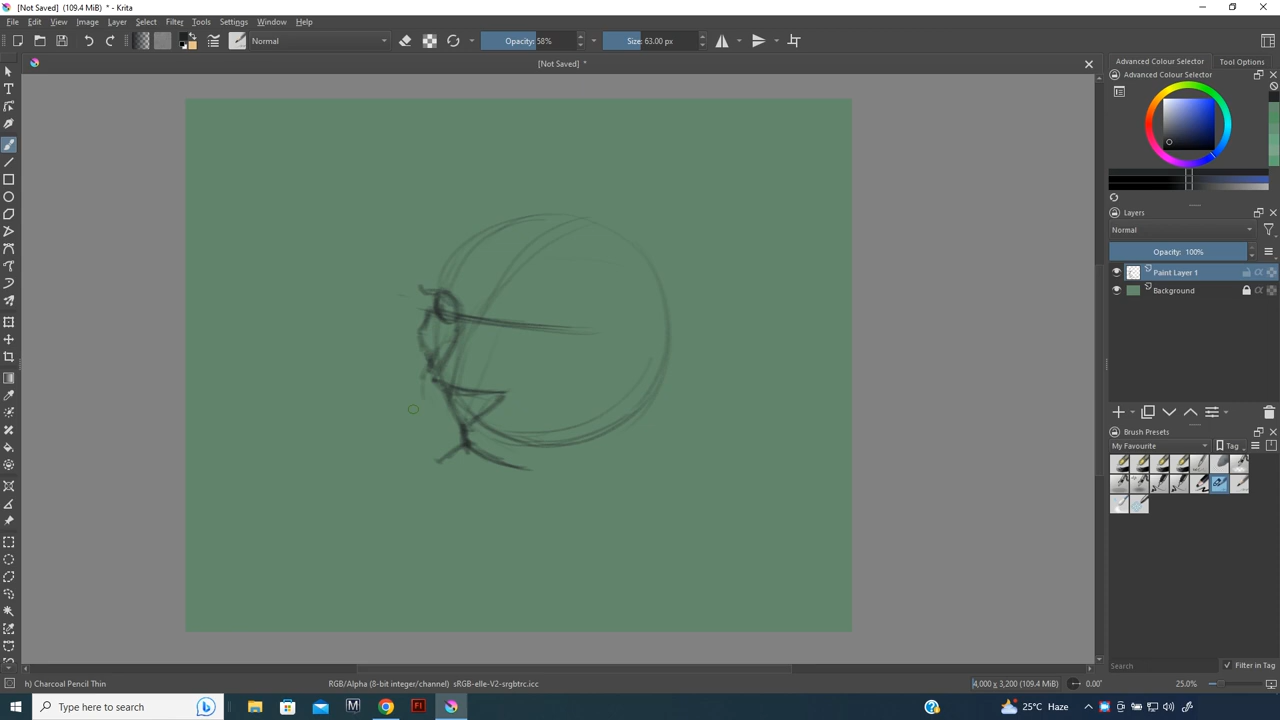 [Not Saved] (109.4 MiB) * - Krita
File Edit View Image Layer Filter Tools Settings Window Help
Normal Opacity: 58% Size: 63.00 px
[Not Saved] *
Advanced Colour Selector Tool Options
Advanced Colour Selector
Layers
Normal
Opacity: 100%
Paint Layer 1
Background
Brush Presets
My Favourite Tag
Search Filter in Tag
h) Charcoal Pencil Thin RGB/Alpha (8-bit integer/channel) sRGB-elle-V2-srgbtrc.icc 4,000 x 3,200 (109.4 MiB) 0.00° 25.0%
Type here to search 25°C Haze